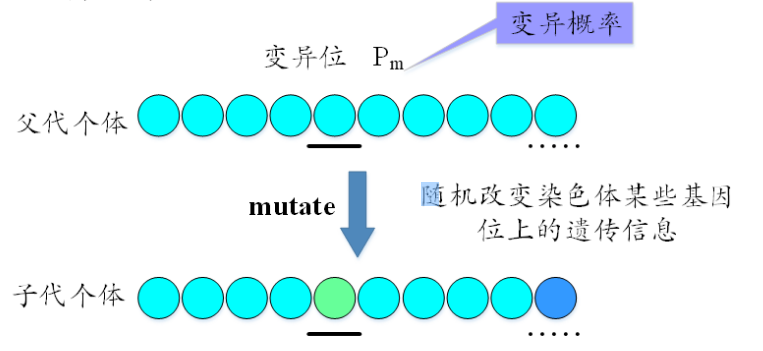 变异概率
变异位 Pm
父代个体
mutate
随机改变染色体某些基因
位上的遗传信息
子代个体